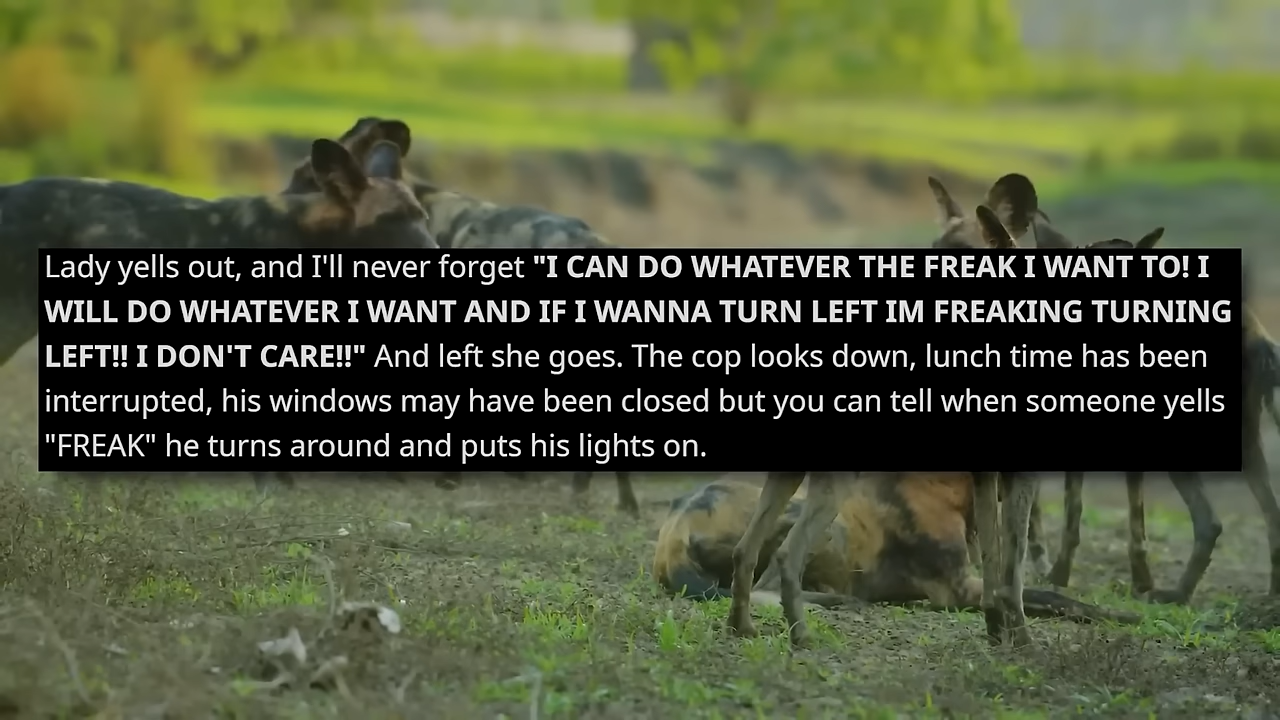 Lady yells out, and I'll never forget "I CAN DO WHATEVER THE FREAK I WANT TO! I
WILL DO WHATEVER I WANT AND IF I WANNA TURN LEFT IM FREAKING TURNING
LEFT!! I DON'T CARE!!" And left she goes. The cop looks down, lunch time has been
interrupted, his windows may have been closed but you can tell when someone yells
"FREAK" he turns around and puts his lights on.